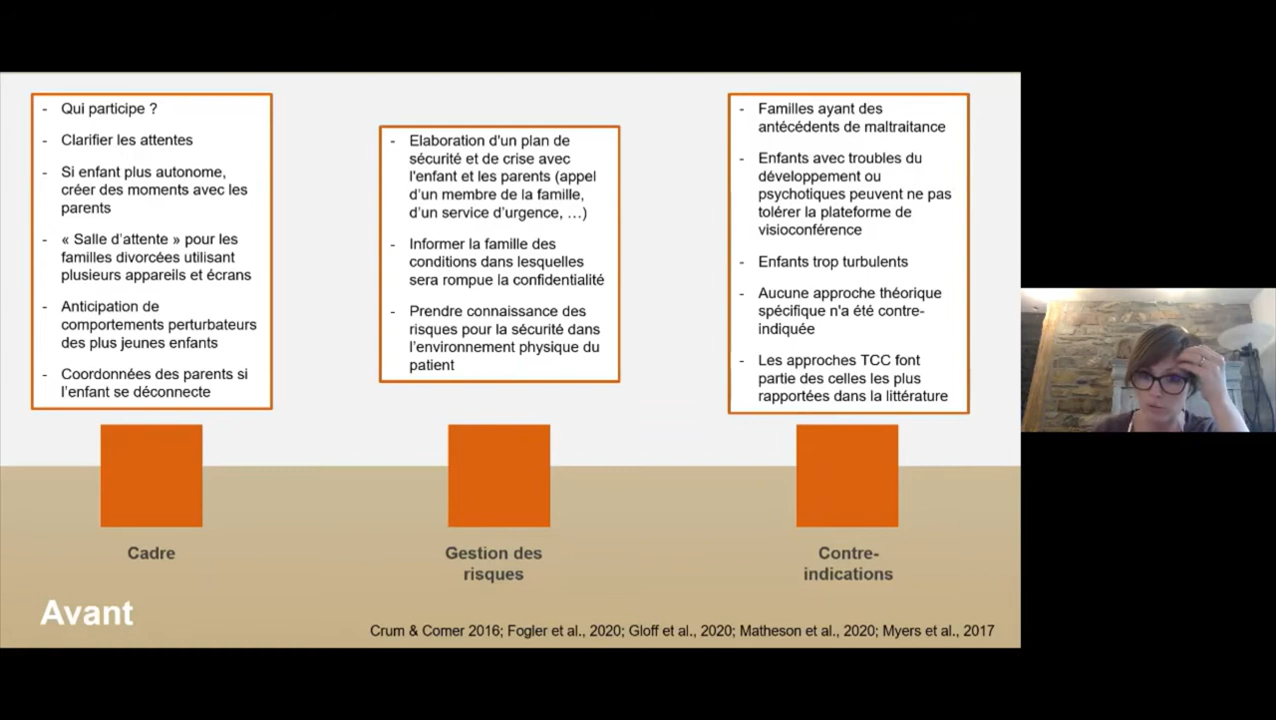 - Qui participe ?
- Clarifier les attentes
- Si enfant plus autonome,
créer des moments avec les
parents
- « Salle d'attente » pour les
familles divorcées utilisant
plusieurs appareils et écrans
- Anticipation de
comportements perturbateurs
des plus jeunes enfants
- Coordonnées des parents si
l'enfant se déconnecte
Cadre
- Elaboration d'un plan de
sécurité et de crise avec
l'enfant et les parents (appel
d'un membre de la famille,
d'un service d'urgence, …)
- Informer la famille des
conditions dans lesquelles
sera rompue la confidentialité
- Prendre connaissance des
risques pour la sécurité dans
l'environnement physique du
patient
Gestion des
risques
- Familles ayant des
antécédents de maltraitance
- Enfants avec troubles du
développement ou
psychotiques peuvent ne pas
tolérer la plateforme de
visioconférence
- Enfants trop turbulents
- Aucune approche théorique
spécifique n'a été contre-
indiquée
- Les approches TCC font
partie des celles les plus
rapportées dans la littérature
Contre-
indications
Avant
Crum & Comer 2016; Fogler et al., 2020; Gloff et al., 2020; Matheson et al., 2020; Myers et al., 2017